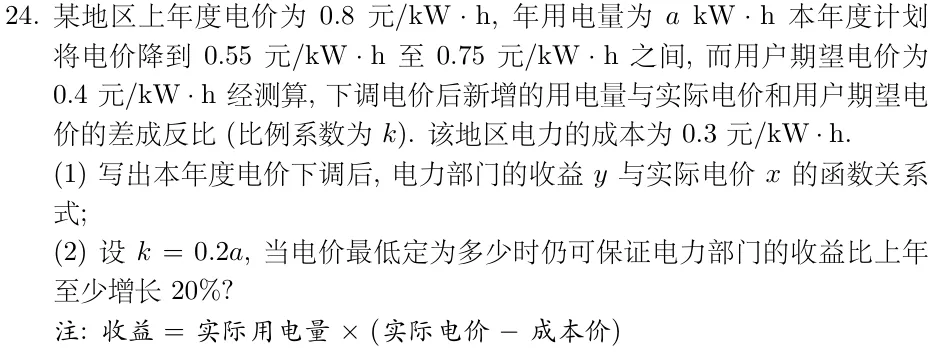 24. 某地区上年度电价为 0.8 元/kW · h, 年用电量为 a kW · h 本年度计划
将电价降到 0.55 元/kW · h 至 0.75 元/kW · h 之间, 而用户期望电价为
0.4 元/kW · h 经测算, 下调电价后新增的用电量与实际电价和用户期望电
价的差成反比 (比例系数为 k). 该地区电力的成本为 0.3 元/kW · h.
(1) 写出本年度电价下调后, 电力部门的收益 y 与实际电价 x 的函数关系
式;
(2) 设 k = 0.2a, 当电价最低定为多少时仍可保证电力部门的收益比上年
至少增长 20%?
注: 收益 = 实际用电量 × (实际电价 − 成本价)